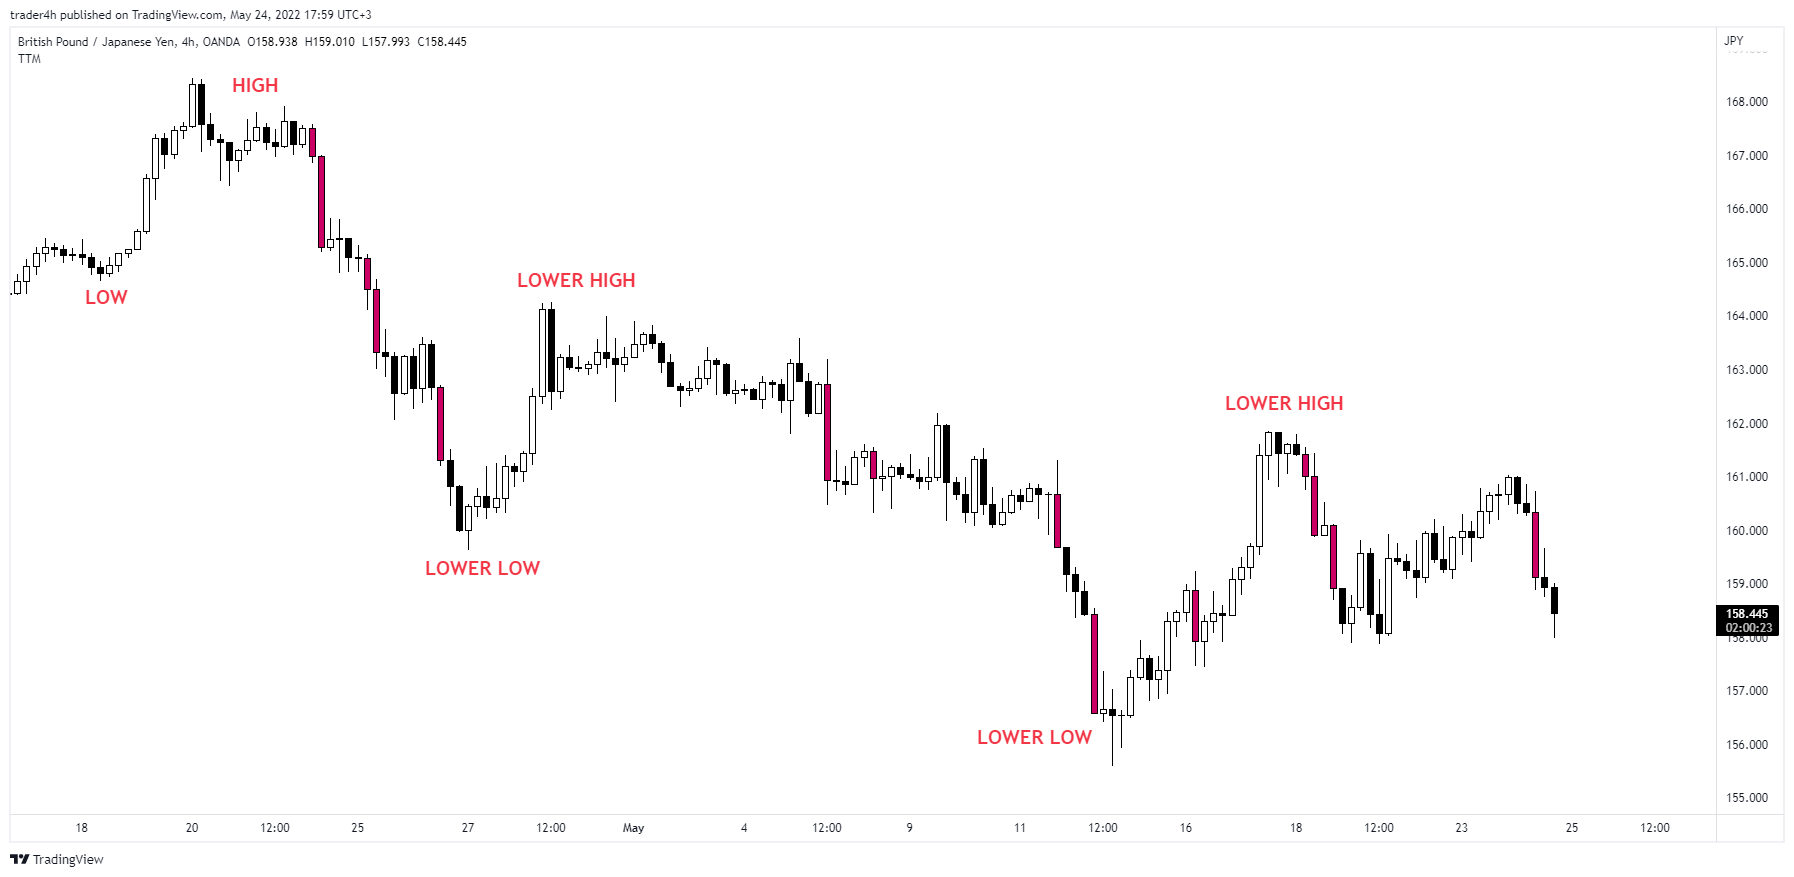 trader4h published on TradingView.com, May 24, 2022 17:59 UTC+3
British Pound / Japanese Yen, 4h, OANDA O158.938 H159.010 L157.993 C158.445
TTM
JPY
HIGH
168.000
167.000
166.000
165.000
LOW
LOWER HIGH
164.000
163.000
LOWER HIGH
162.000
161.000
160.000
LOWER LOW
159.000
158.445
02:00:23
158.000
157.000
LOWER LOW
156.000
155.000
18 20 12:00 25 27 12:00 May 4 12:00 9 11 12:00 16 18 12:00 23 25 12:00
TradingView